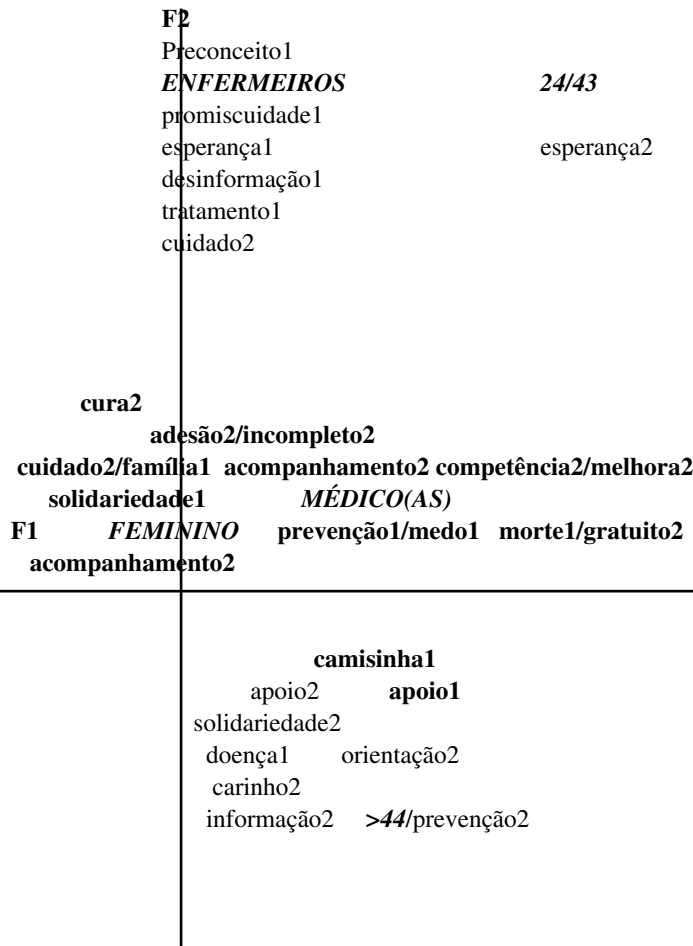 F2
Preconceito1
ENFERMEIROS 24/43
promiscuidade1
esperança1 esperança2
desinformação1
tratamento1
cuidado2
cura2
adesão2/incompleto2
cuidado2/família1 acompanhamento2 competência2/melhora2
solidariedade1 MÉDICO(AS)
F1 FEMININO prevenção1/medo1 morte1/gratuito2
acompanhamento2
camisinha1
apoio2 apoio1
solidariedade2
doença1 orientação2
carinho2
informação2 >44/prevenção2